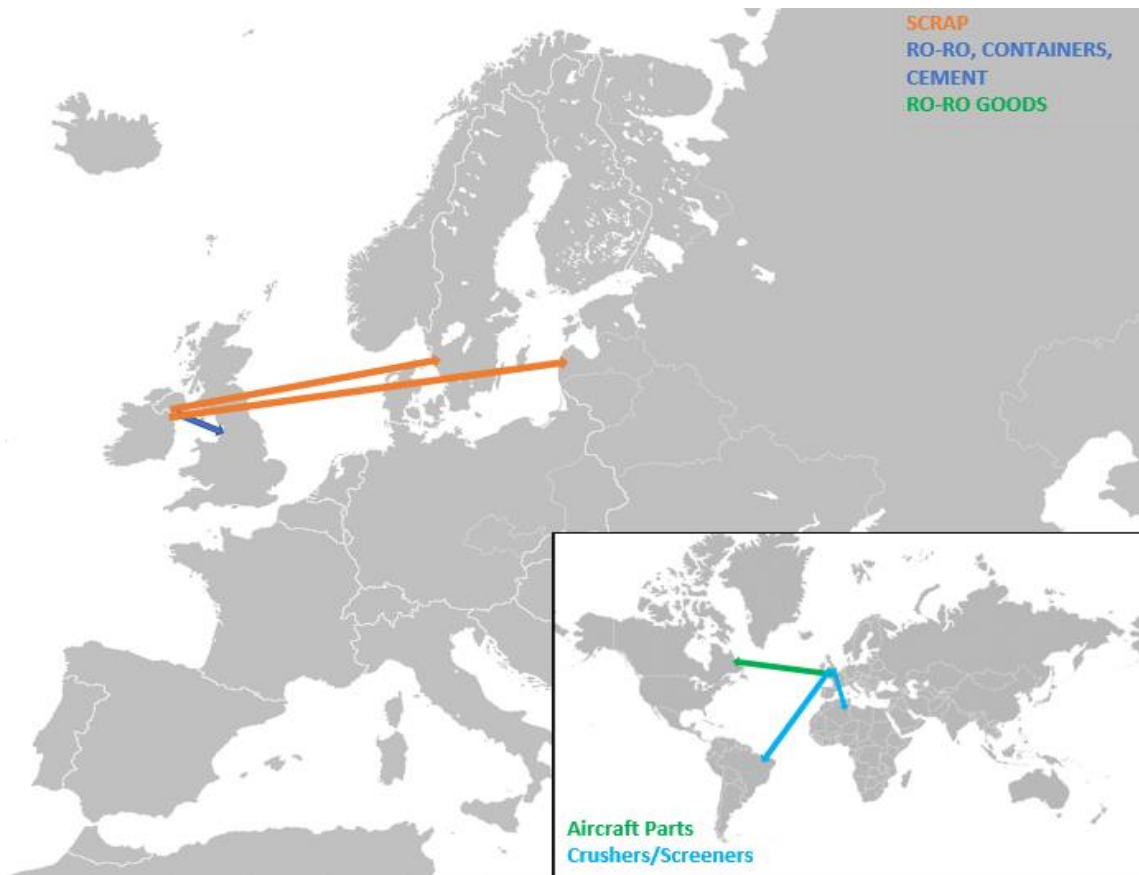 SCRAP
RO-RO, CONTAINERS,
CEMENT
RO-RO GOODS
Aircraft Parts
Crushers/Screeners